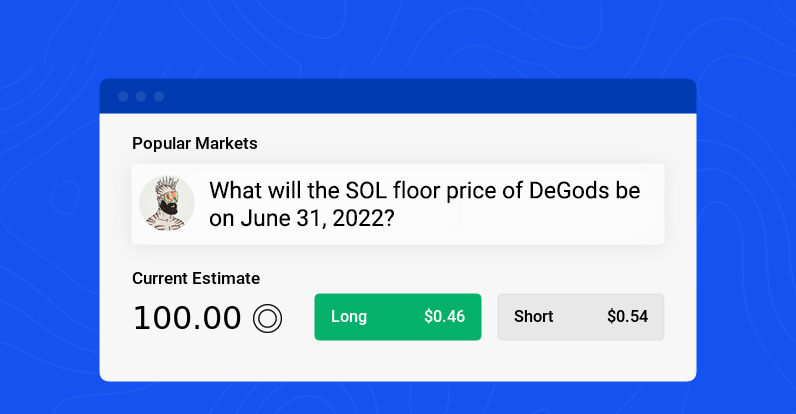 Popular Markets
What will the SOL floor price of DeGods be
on June 31, 2022?
Current Estimate
100.00
Long $0.46
Short $0.54